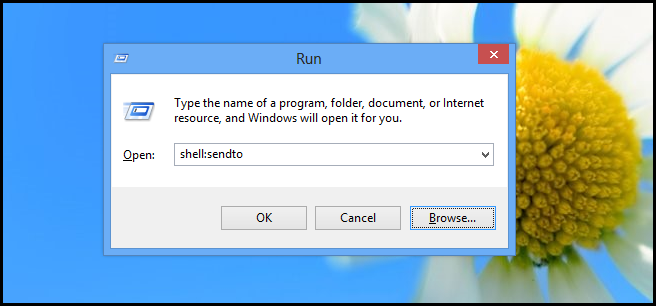 Run
Type the name of a program, folder, document, or Internet
resource, and Windows will open it for you.
Open: shell:sendto
OK Cancel Browse...